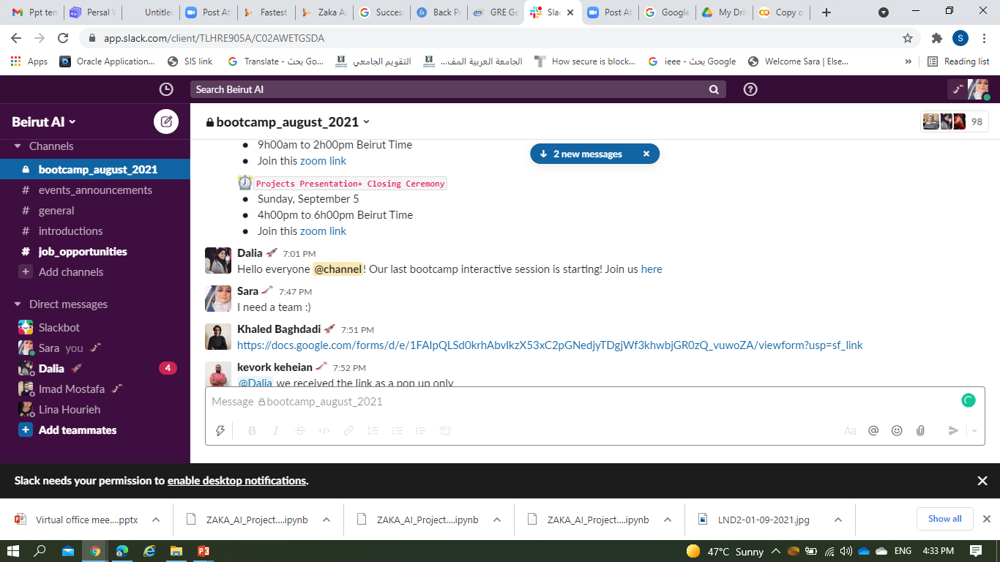 Ppt tem
Persal W
Untitled
Post Att
Fastest
Zaka Ac
Success
Back Pr
GRE Ge
Slac
Post Att
Google
My Driv
Copy o
app.slack.com/client/TLHRE905A/C02AWETGSDA
S
Apps
Oracle Application...
SIS link
Translate - بحث Go...
التقويم الجامعي
الجامعة العربية المف...
How secure is block...
ieee - بحث Google
Welcome Sara | Else...
»
Reading list
Search Beirut AI
Beirut AI
bootcamp_august_2021
98
Channels
bootcamp_august_2021
# events_announcements
# general
# introductions
# job_opportunities
+ Add channels
Direct messages
Slackbot
Sara you
Dalia 4
Imad Mostafa
Lina Hourieh
+ Add teammates
• 9h00am to 2h00pm Beirut Time
2 new messages
• Join this zoom link
Projects Presentation+ Closing Ceremony
• Sunday, September 5
• 4h00pm to 6h00pm Beirut Time
• Join this zoom link
Dalia 7:01 PM
Hello everyone @channel! Our last bootcamp interactive session is starting! Join us here
Sara 7:47 PM
I need a team :)
Khaled Baghdadi 7:51 PM
https://docs.google.com/forms/d/e/1FAIpQLSd0krhAbvlkzX53xC2pGNedjyTDgjWf3khwbjGR0zQ_vuwoZA/viewform?usp=sf_link
kevork keheian 7:52 PM
@Dalia we received the link as a pop up only
Message bootcamp_august_2021
B I S </> Aa @
Slack needs your permission to enable desktop notifications.
Virtual office mee....pptx
ZAKA_AI_Project....ipynb
ZAKA_AI_Project....ipynb
ZAKA_AI_Project....ipynb
LND2-01-09-2021.jpg
Show all
47°C Sunny
ENG
4:33 PM